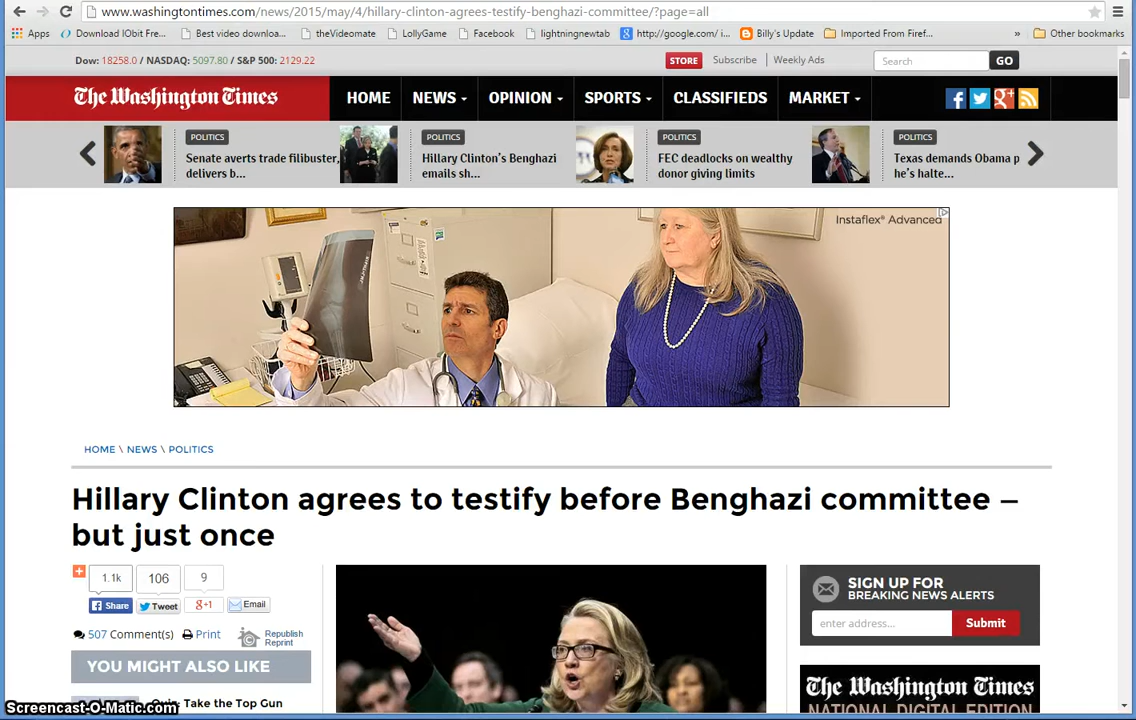 www.washingtontimes.com/news/2015/may/4/hillary-clinton-agrees-testify-benghazi-committee/?page=all
Apps Download IObit Free... Best video downloa... theVideomate LollyGame Facebook lightningnewtab http://google.com/ i... Billy's Update Imported From Firef... » Other bookmarks
Dow: 18258.0 / NASDAQ: 5097.80 / S&P 500: 2129.22 STORE Subscribe Weekly Ads Search GO
The Washington Times HOME NEWS OPINION SPORTS CLASSIFIEDS MARKET
POLITICS POLITICS POLITICS POLITICS
Senate averts trade filibuster, Hillary Clinton's Benghazi FEC deadlocks on wealthy Texas demands Obama p
delivers b... emails sh... donor giving limits he's halte...
Instaflex® Advanced
HOME \ NEWS \ POLITICS
Hillary Clinton agrees to testify before Benghazi committee –
but just once
1.1k 106 9
Share Tweet g+1 Email
507 Comment(s) Print Republish
Reprint
YOU MIGHT ALSO LIKE
Quiz: Take the Top Gun
SIGN UP FOR
BREAKING NEWS ALERTS
enter address... Submit
The Washington Times
NATIONAL DIGITAL EDITION
Screencast-O-Matic.com